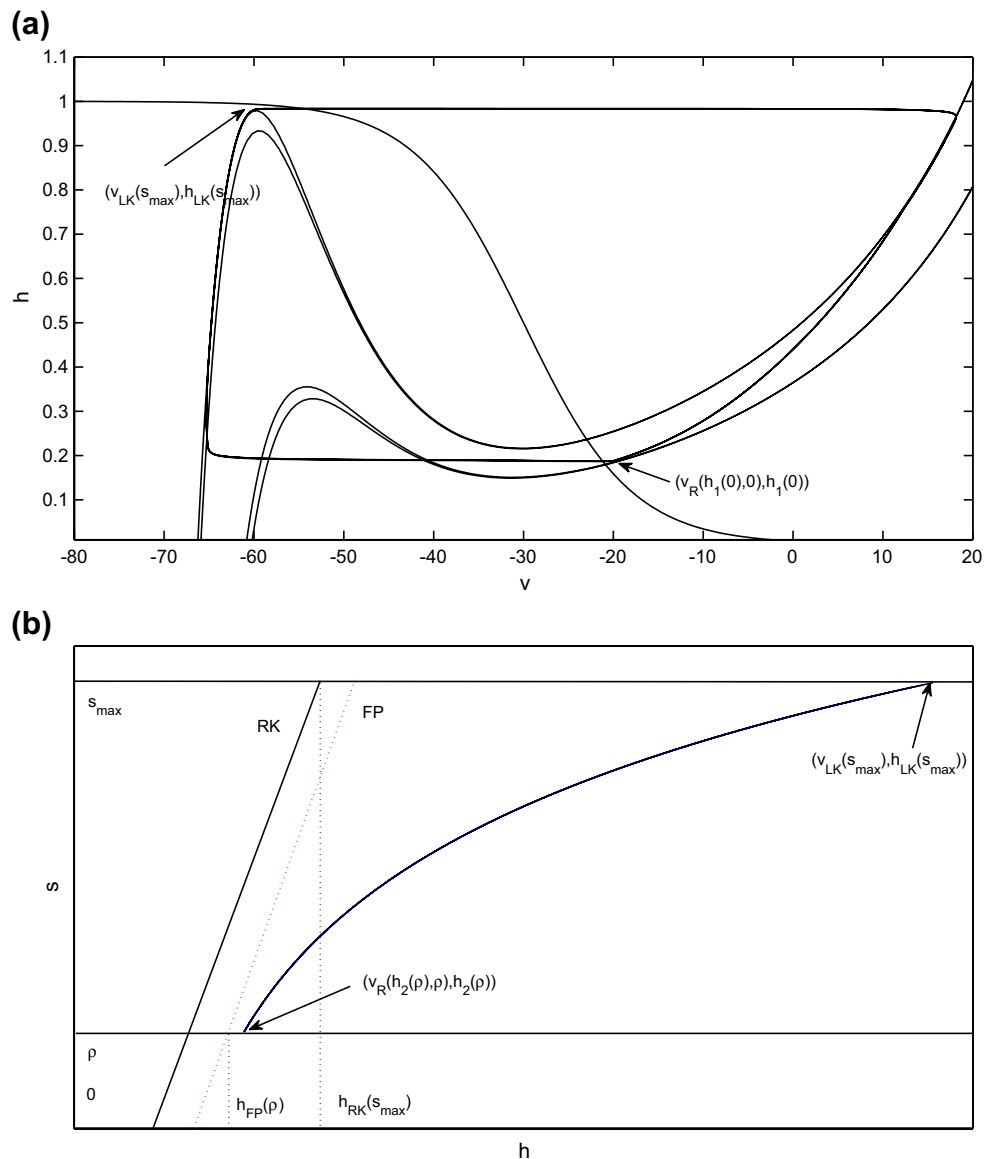 (a)
1.1
1
0.9
0.8
0.7
0.6
0.5
0.4
0.3
0.2
0.1
h
(v_LK(s_max),h_LK(s_max))
(v_R(h_1(0),0),h_1(0))
-80 -70 -60 -50 -40 -30 -20 -10 0 10 20
v
(b)
s_max
RK
FP
(v_LK(s_max),h_LK(s_max))
s
(v_R(h_2(ρ),ρ),h_2(ρ))
ρ
0
h_FP(ρ)
h_RK(s_max)
h